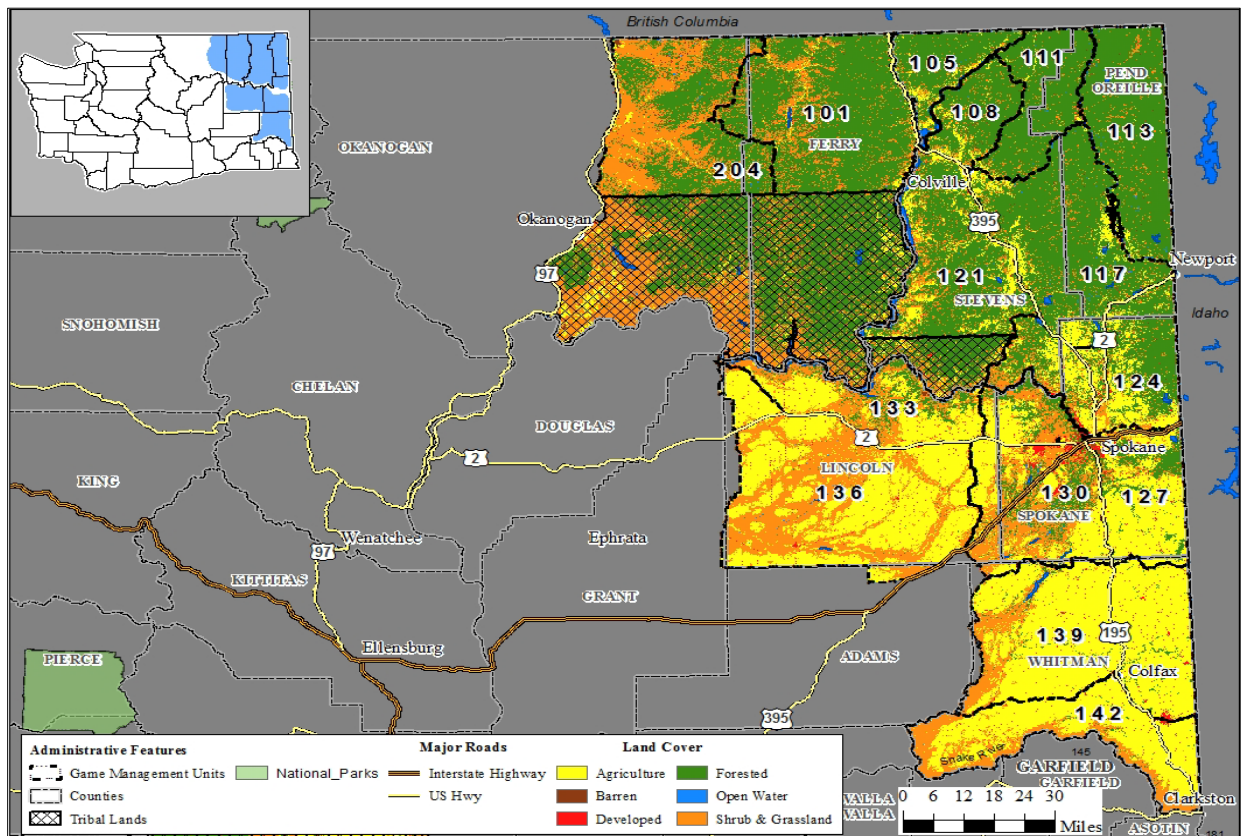 British Columbia
105
111
PEND
OREILLE
101
108
113
FERRY
OKANOGAN
204
Colville
Okanogan
395
97
Newport
121
117
STEVENS
SNOHOMISH
Idaho
2
CHELAN
124
133
DOUGLAS
2
2
Spokane
LINCOLN
KING
136
130
127
SPOKANE
Wenatchee
Ephrata
97
KITTITAS
GRANT
139
195
Ellensburg
PIERCE
ADAMS
WHITMAN
Colfax
395
142
Administrative Features
Game Management Units
Counties
Tribal Lands
National_Parks
Major Roads
Interstate Highway
US Hwy
Land Cover
Agriculture
Barren
Developed
Forested
Open Water
Shrub & Grassland
Snake River
145
GARFIELD
GARFIELD
Clarkston
VALLA
VALLA
0 6 12 18 24 30
Miles
ASOTIN
181